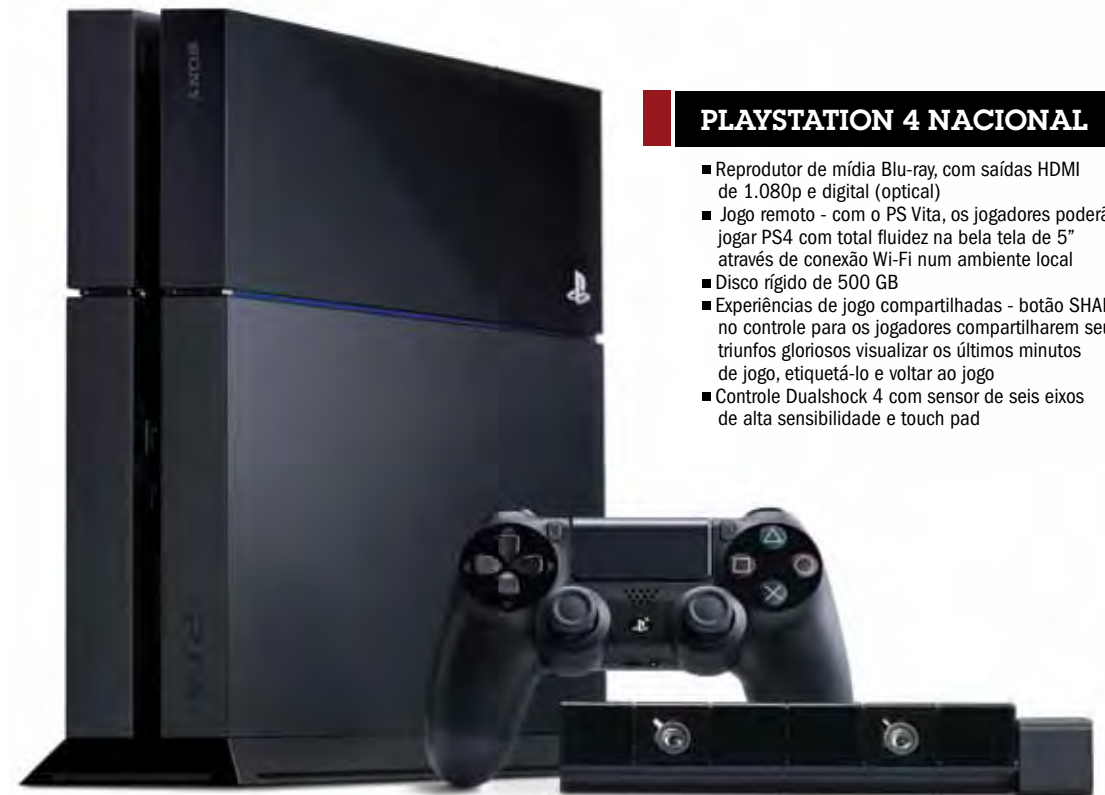 SONY
PLAYSTATION 4 NACIONAL
■ Reprodutor de mídia Blu-ray, com saídas HDMI
de 1.080p e digital (optical)
■ Jogo remoto - com o PS Vita, os jogadores poderã
jogar PS4 com total fluidez na bela tela de 5”
através de conexão Wi-Fi num ambiente local
■ Disco rígido de 500 GB
■ Experiências de jogo compartilhadas - botão SHA
no controle para os jogadores compartilharem seu
triunfos gloriosos visualizar os últimos minutos
de jogo, etiquetá-lo e voltar ao jogo
■ Controle Dualshock 4 com sensor de seis eixos
de alta sensibilidade e touch pad
PS4